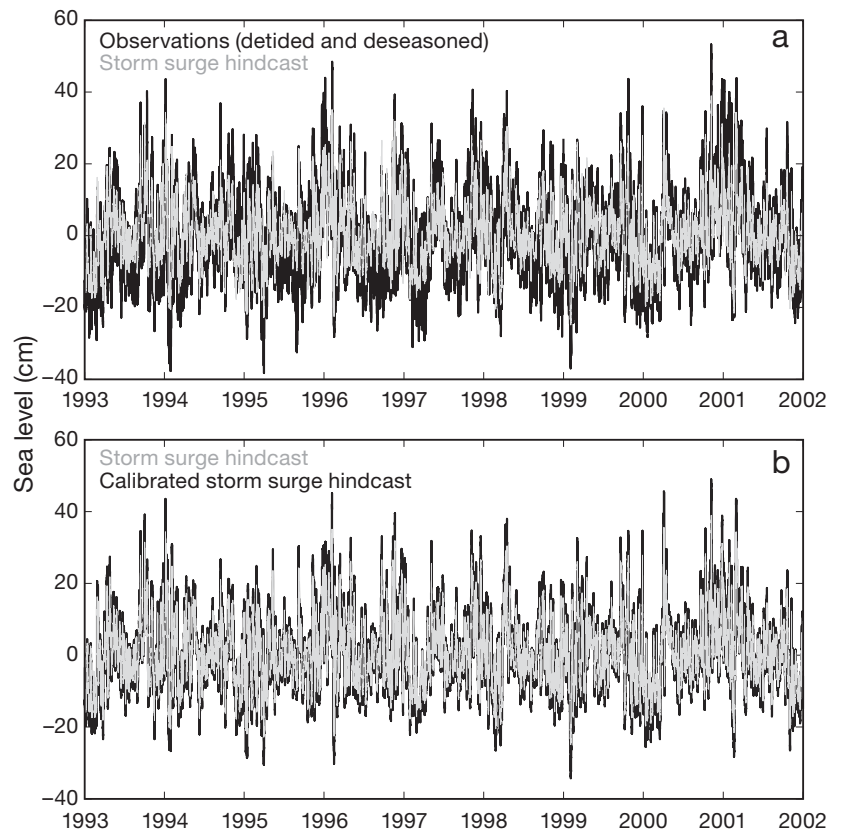 60
Observations (detided and deseasoned)
a
Storm surge hindcast
40
20
0
−20
−40
1993 1994 1995 1996 1997 1998 1999 2000 2001 2002
Sea level (cm)
60
Storm surge hindcast
b
Calibrated storm surge hindcast
40
20
0
−20
−40
1993 1994 1995 1996 1997 1998 1999 2000 2001 2002